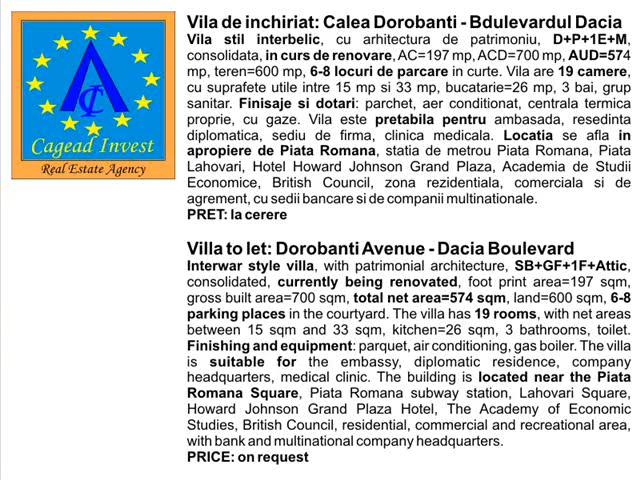 Cagead Invest
Real Estate Agency
Vila de inchiriat: Calea Dorobanti - Bdulevardul Dacia
Vila stil interbelic, cu arhitectura de patrimoniu, D+P+1E+M,
consolidata, in curs de renovare, AC=197 mp, ACD=700 mp, AUD=574
mp, teren=600 mp, 6-8 locuri de parcare in curte. Vila are 19 camere,
cu suprafete utile intre 15 mp si 33 mp, bucatarie=26 mp, 3 bai, grup
sanitar. Finisaje si dotari: parchet, aer conditionat, centrala termica
proprie, cu gaze. Vila este pretabila pentru ambasada, resedinta
diplomatica, sediu de firma, clinica medicala. Locatia se afla in
apropiere de Piata Romana, statia de metrou Piata Romana, Piata
Lahovari, Hotel Howard Johnson Grand Plaza, Academia de Studii
Economice, British Council, zona rezidentiala, comerciala si de
agrement, cu sedii bancare si de companii multinationale.
PRET: la cerere
Villa to let: Dorobanti Avenue - Dacia Boulevard
Interwar style villa, with patrimonial architecture, SB+GF+1F+Attic,
consolidated, currently being renovated, foot print area=197 sqm,
gross built area=700 sqm, total net area=574 sqm, land=600 sqm, 6-8
parking places in the courtyard. The villa has 19 rooms, with net areas
between 15 sqm and 33 sqm, kitchen=26 sqm, 3 bathrooms, toilet.
Finishing and equipment: parquet, air conditioning, gas boiler. The villa
is suitable for the embassy, diplomatic residence, company
headquarters, medical clinic. The building is located near the Piata
Romana Square, Piata Romana subway station, Lahovari Square,
Howard Johnson Grand Plaza Hotel, The Academy of Economic
Studies, British Council, residential, commercial and recreational area,
with bank and multinational company headquarters.
PRICE: on request